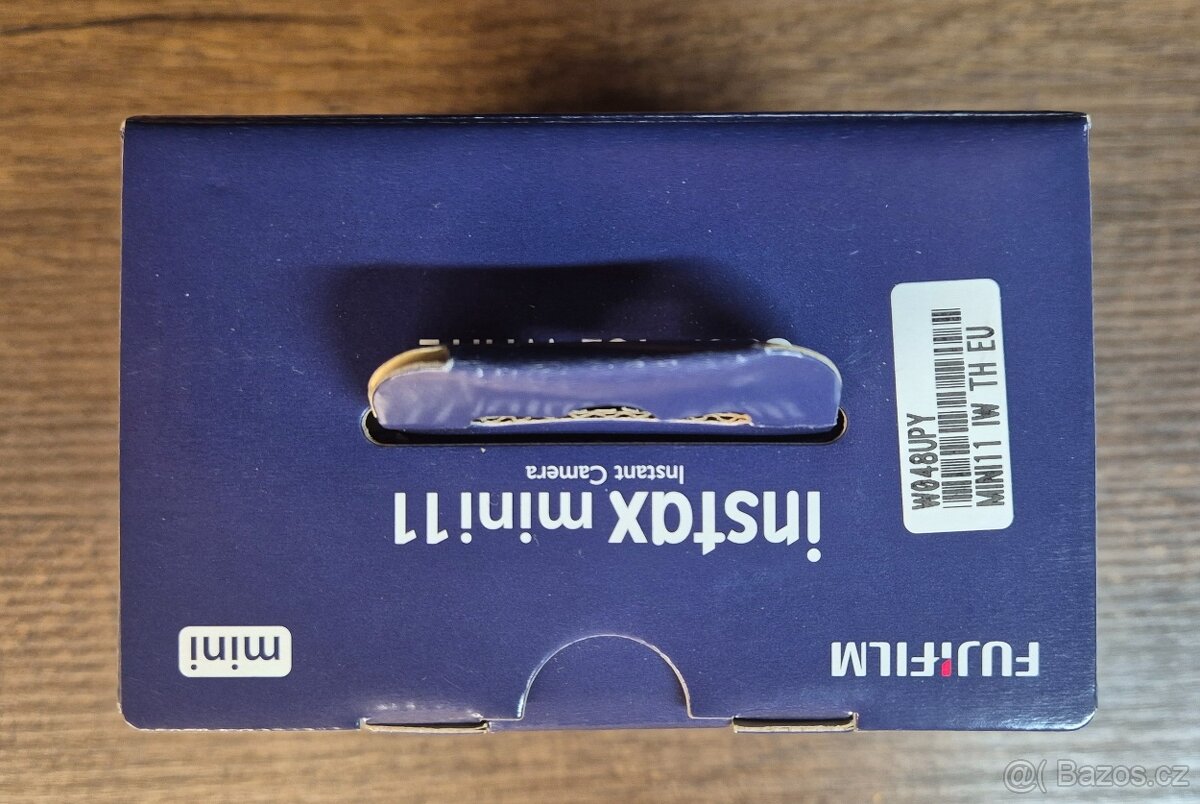 FUJIFILM
mini
instax mini 11
Instant Camera
W048UPY
MINI11 IW TH EU
@( Bazos.cz